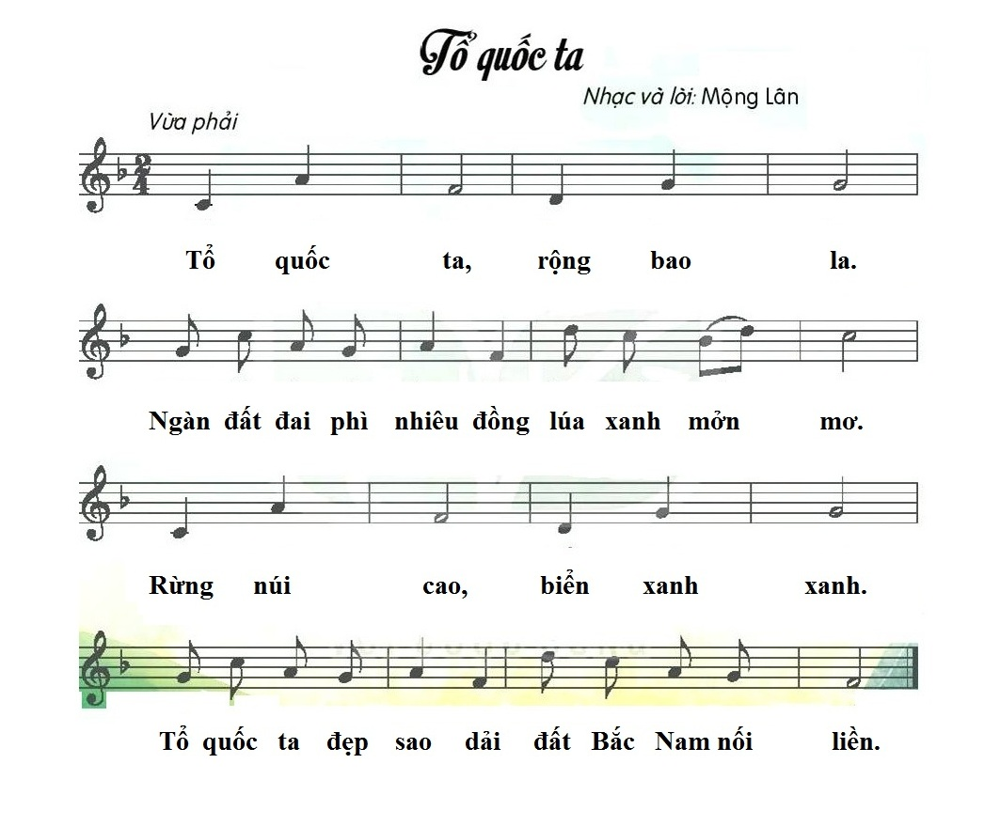 Tổ quốc ta
Nhạc và lời: Mộng Lân
Vừa phải
2
4
Tổ quốc ta, rộng bao la.
Ngàn đất đai phì nhiêu đồng lúa xanh mởn mơ.
Rừng núi cao, biển xanh xanh.
Tổ quốc ta đẹp sao dải đất Bắc Nam nối liền.